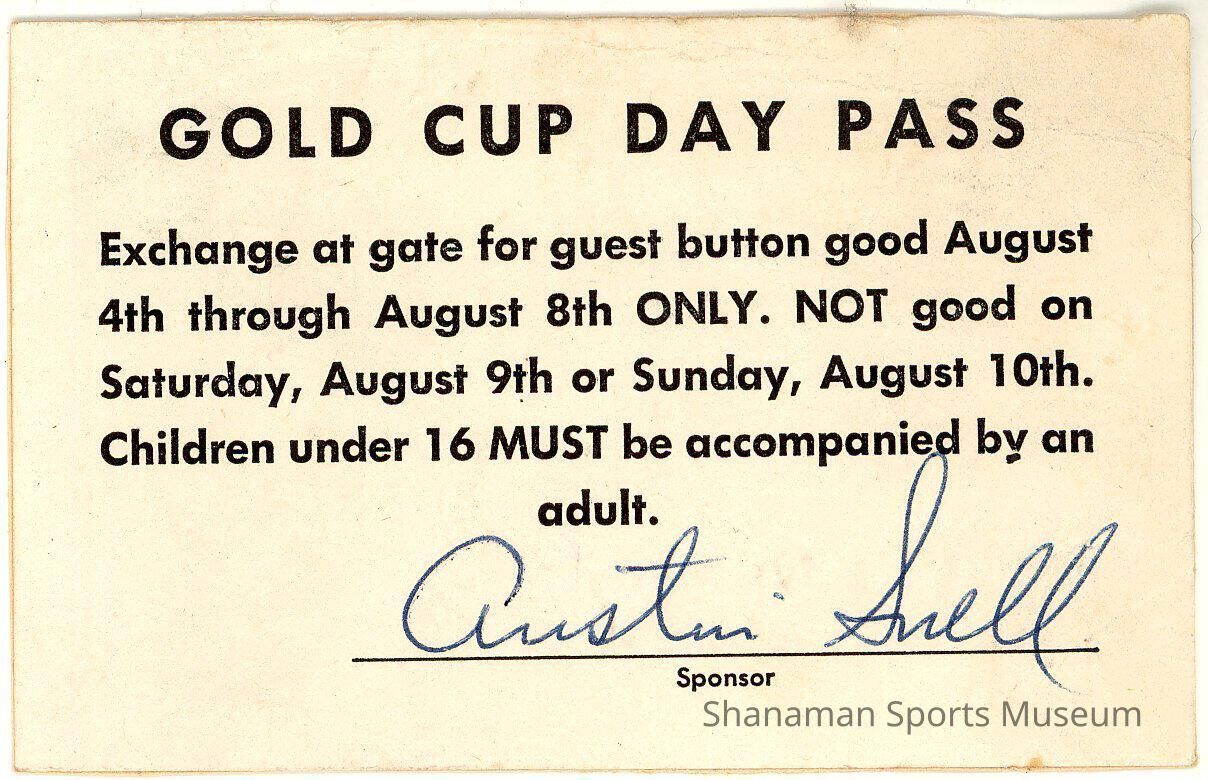 GOLD CUP DAY PASS
Exchange at gate for guest button good August
4th through August 8th ONLY. NOT good on
Saturday, August 9th or Sunday, August 10th.
Children under 16 MUST be accompanied by an
adult.
Austin Snell
Sponsor
Shanaman Sports Museum